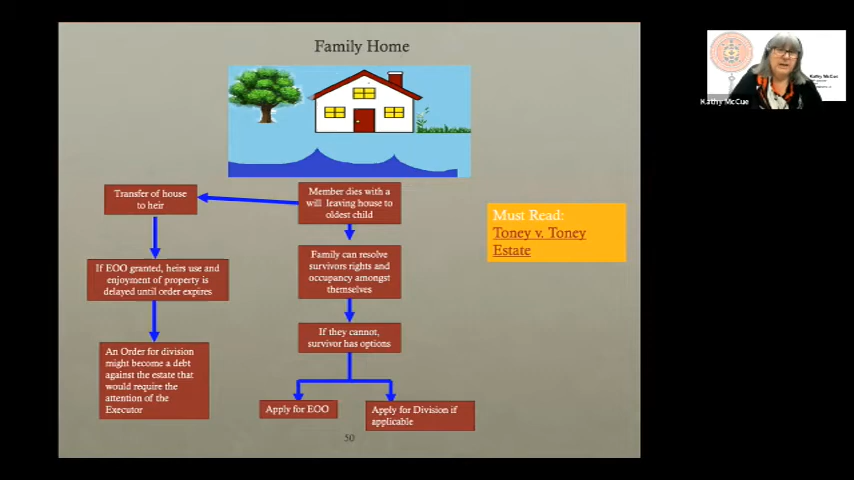 Family Home
Transfer of house
to heir
Member dies with a
will leaving house to
oldest child
Must Read:
Toney v. Toney
Estate
If EOO granted, heirs use and
enjoyment of property is
delayed until order expires
Family can resolve
survivors rights and
occupancy amongst
themselves
If they cannot,
survivor has options
An Order for division
might become a debt
against the estate that
would require the
attention of the
Executor
Apply for EOO
Apply for Division if
applicable
50
Kathy McCue
Kathy McCue